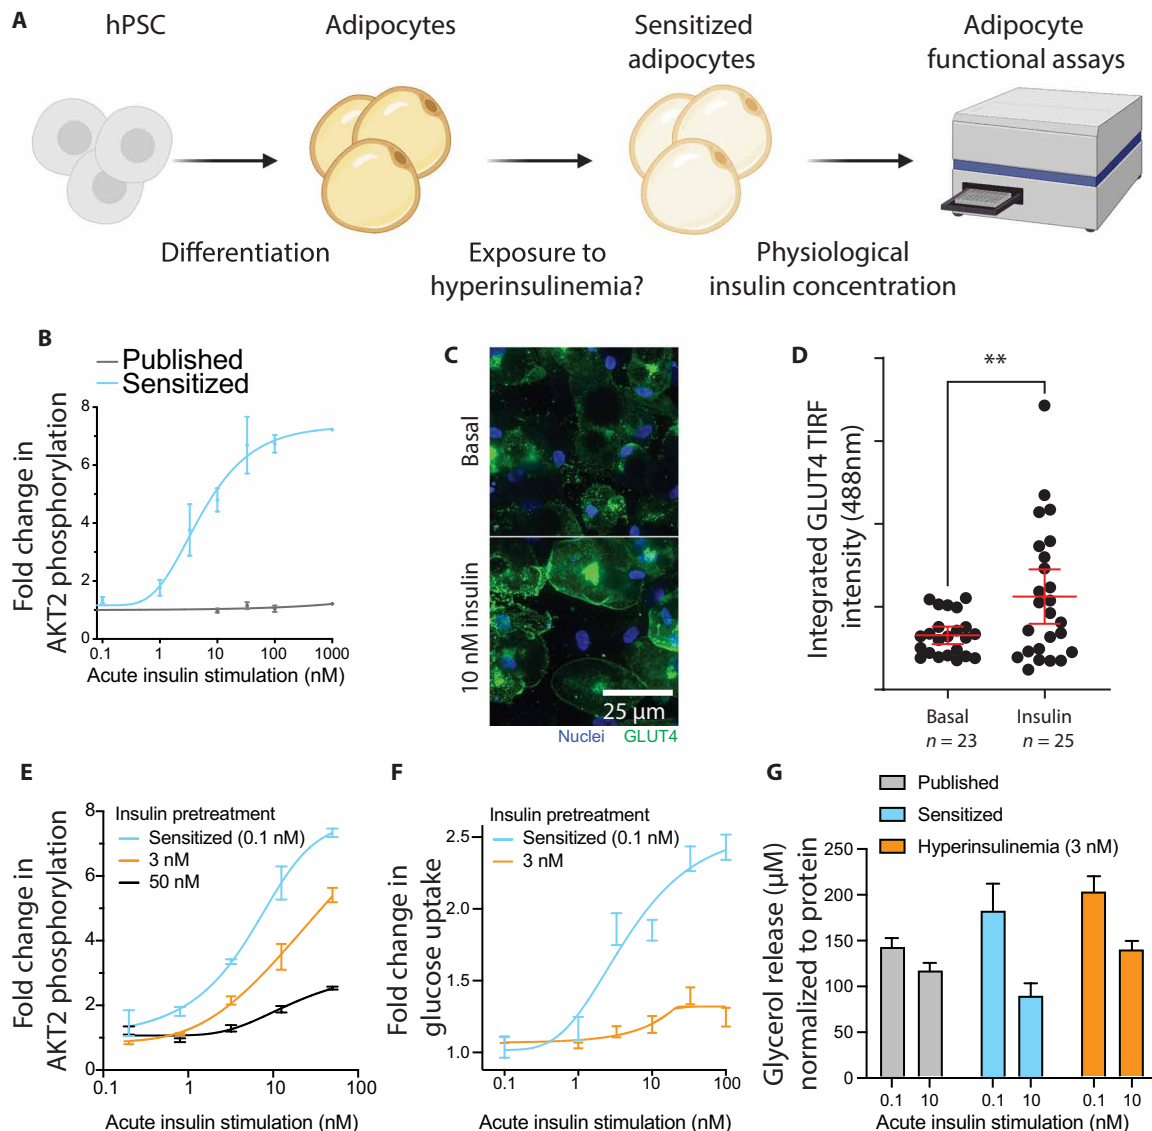 A
hPSC
Adipocytes
Sensitized
adipocytes
Adipocyte
functional assays
Differentiation
Exposure to
hyperinsulinemia?
Physiological
insulin concentration
B
Published
Sensitized
Fold change in
AKT2 phosphorylation
8
6
4
2
0
0.1
1
10
100
1000
Acute insulin stimulation (nM)
C
Basal
10 nM insulin
25 µm
Nuclei
GLUT4
D
**
Integrated GLUT4 TIRF
intensity (488nm)
Basal
n = 23
Insulin
n = 25
E
Insulin pretreatment
Sensitized (0.1 nM)
3 nM
50 nM
Fold change in
AKT2 phosphorylation
8
6
4
2
0
0.1
1
10
100
Acute insulin stimulation (nM)
F
Insulin pretreatment
Sensitized (0.1 nM)
3 nM
Fold change in
glucose uptake
2.5
2.0
1.5
1.0
0.1
1
10
100
Acute insulin stimulation (nM)
G
Published
Sensitized
Hyperinsulinemia (3 nM)
Glycerol release (µM)
normalized to protein
250
200
150
100
50
0
0.1
10
0.1
10
0.1
10
Acute insulin stimulation (nM)